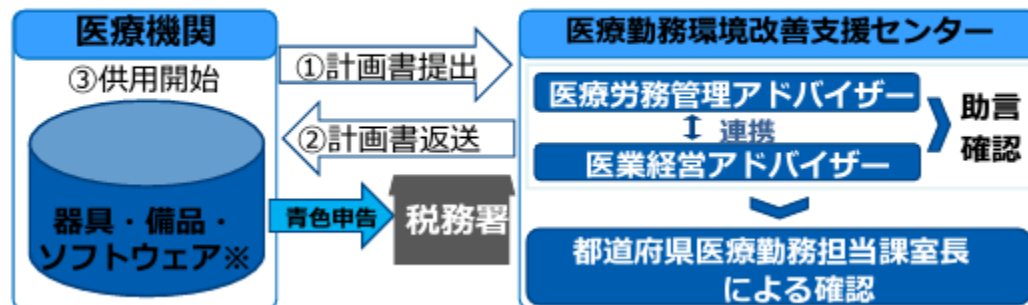 医療機関
③供用開始
器具・備品・
ソフトウェア※
①計画書提出
②計画書返送
青色申告
税務署
医療勤務環境改善支援センター
医療労務管理アドバイザー
連携
医業経営アドバイザー
助言
確認
都道府県医療勤務担当課室長
による確認